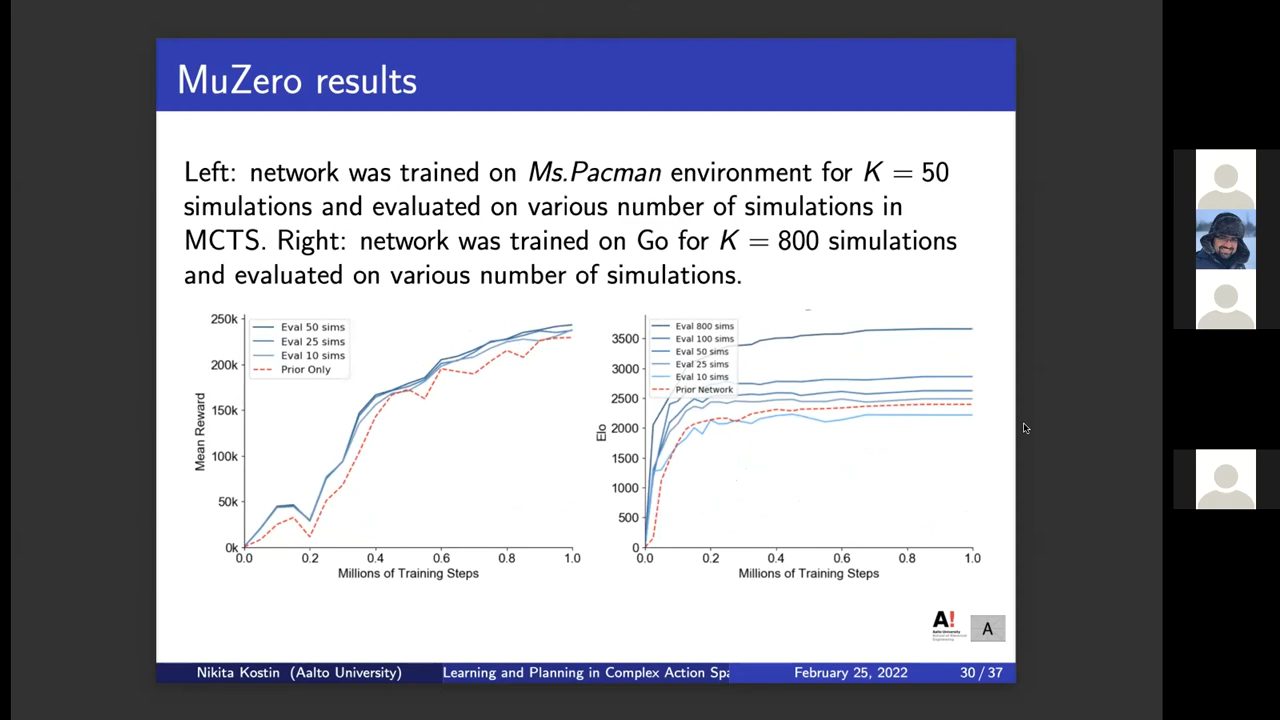 MuZero results
Left: network was trained on Ms.Pacman environment for K = 50
simulations and evaluated on various number of simulations in
MCTS. Right: network was trained on Go for K = 800 simulations
and evaluated on various number of simulations.
250k
200k
150k
100k
50k
0k
Mean Reward
Eval 50 sims
Eval 25 sims
Eval 10 sims
Prior Only
0.0 0.2 0.4 0.6 0.8 1.0
Millions of Training Steps
3500
3000
2500
2000
1500
1000
500
0
Elo
Eval 800 sims
Eval 100 sims
Eval 50 sims
Eval 25 sims
Eval 10 sims
Prior Network
0.0 0.2 0.4 0.6 0.8 1.0
Millions of Training Steps
A!
Aalto University
School of Electrical
Engineering
A
Nikita Kostin (Aalto University) Learning and Planning in Complex Action Spa February 25, 2022 30 / 37